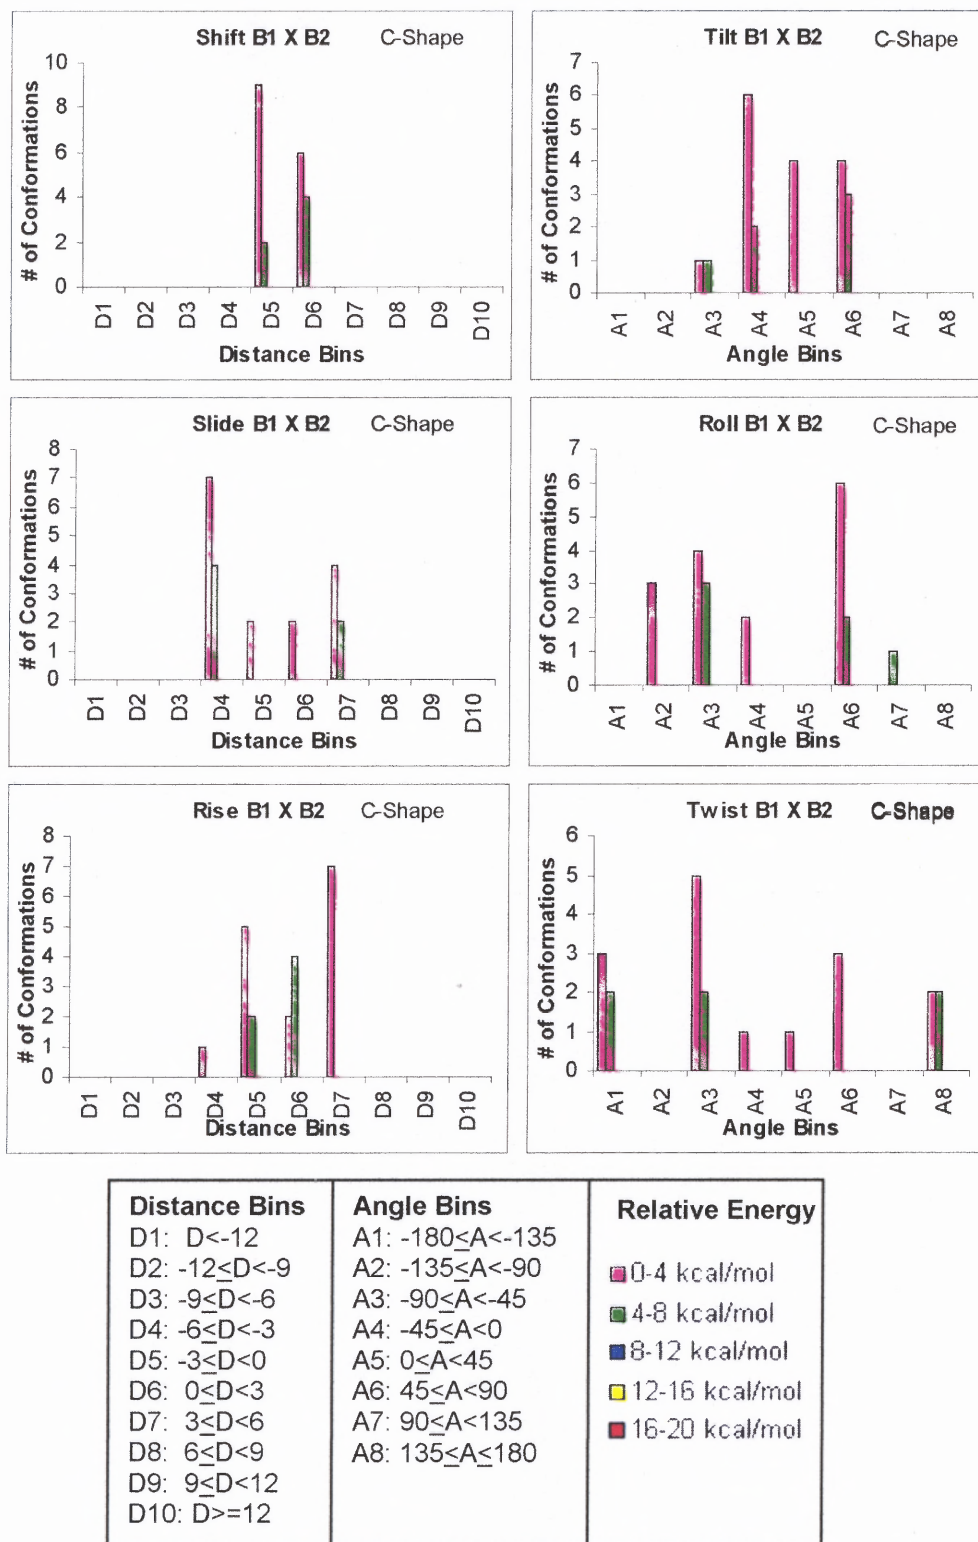 Shift B1 X B2 C-Shape
# of Conformations
10
8
6
4
2
0
D1 D2 D3 D4 D5 D6 D7 D8 D9 D10
Distance Bins
Tilt B1 X B2 C-Shape
# of Conformations
7
6
5
4
3
2
1
0
A1 A2 A3 A4 A5 A6 A7 A8
Angle Bins
Slide B1 X B2 C-Shape
# of Conformations
8
7
6
5
4
3
2
1
0
D1 D2 D3 D4 D5 D6 D7 D8 D9 D10
Distance Bins
Roll B1 X B2 C-Shape
# of Conformations
7
6
5
4
3
2
1
0
A1 A2 A3 A4 A5 A6 A7 A8
Angle Bins
Rise B1 X B2 C-Shape
# of Conformations
8
7
6
5
4
3
2
1
0
D1 D2 D3 D4 D5 D6 D7 D8 D9 D10
Distance Bins
Twist B1 X B2 C-Shape
# of Conformations
6
5
4
3
2
1
0
A1 A2 A3 A4 A5 A6 A7 A8
Angle Bins
Distance Bins
D1: D<-12
D2: -12≤D<-9
D3: -9≤D<-6
D4: -6≤D<-3
D5: -3≤D<0
D6: 0≤D<3
D7: 3≤D<6
D8: 6≤D<9
D9: 9≤D<12
D10: D>=12
Angle Bins
A1: -180≤A<-135
A2: -135≤A<-90
A3: -90≤A<-45
A4: -45≤A<0
A5: 0≤A<45
A6: 45≤A<90
A7: 90≤A<135
A8: 135≤A≤180
Relative Energy
0-4 kcal/mol
4-8 kcal/mol
8-12 kcal/mol
12-16 kcal/mol
16-20 kcal/mol